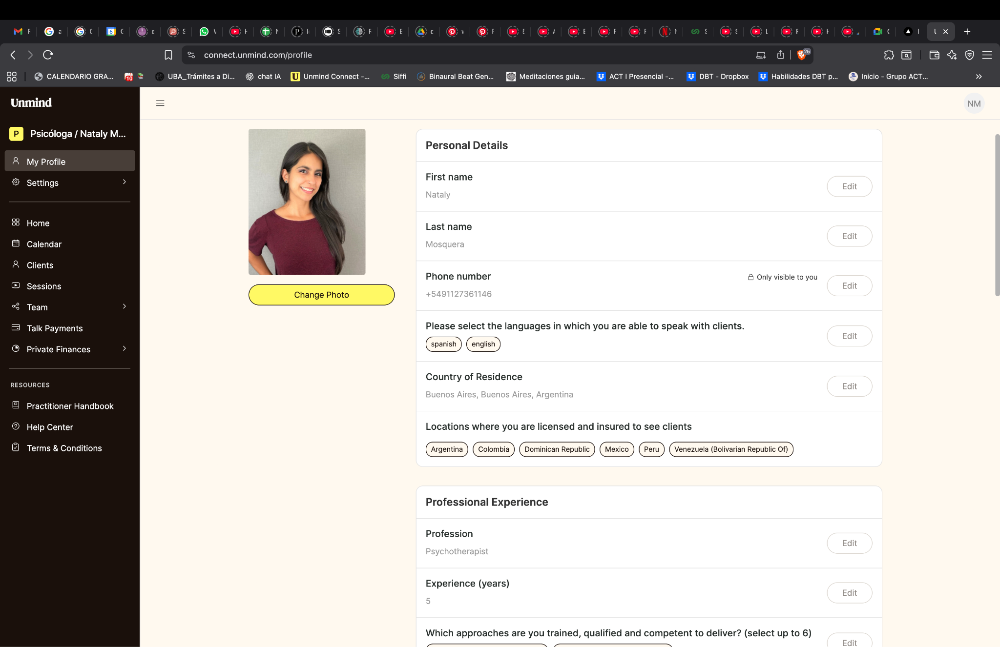 connect.unmind.com/profile
25
CALENDARIO GRA...
10
UBA_Trámites a Di...
chat IA
Unmind Connect -...
Siffi
Binaural Beat Gen...
Meditaciones guia...
ACT I Presencial -...
DBT - Dropbox
Habilidades DBT p...
Inicio - Grupo ACT...
Unmind
NM
P
Psicóloga / Nataly M...
My Profile
Settings
Home
Calendar
Clients
Sessions
Team
Talk Payments
Private Finances
RESOURCES
Practitioner Handbook
Help Center
Terms & Conditions
Change Photo
Personal Details
First name
Nataly
Edit
Last name
Mosquera
Edit
Phone number
Only visible to you
+5491127361146
Edit
Please select the languages in which you are able to speak with clients.
spanish english
Edit
Country of Residence
Buenos Aires, Buenos Aires, Argentina
Edit
Locations where you are licensed and insured to see clients
Argentina Colombia Dominican Republic Mexico Peru Venezuela (Bolivarian Republic Of)
Professional Experience
Profession
Psychotherapist
Edit
Experience (years)
5
Edit
Which approaches are you trained, qualified and competent to deliver? (select up to 6)
Edit